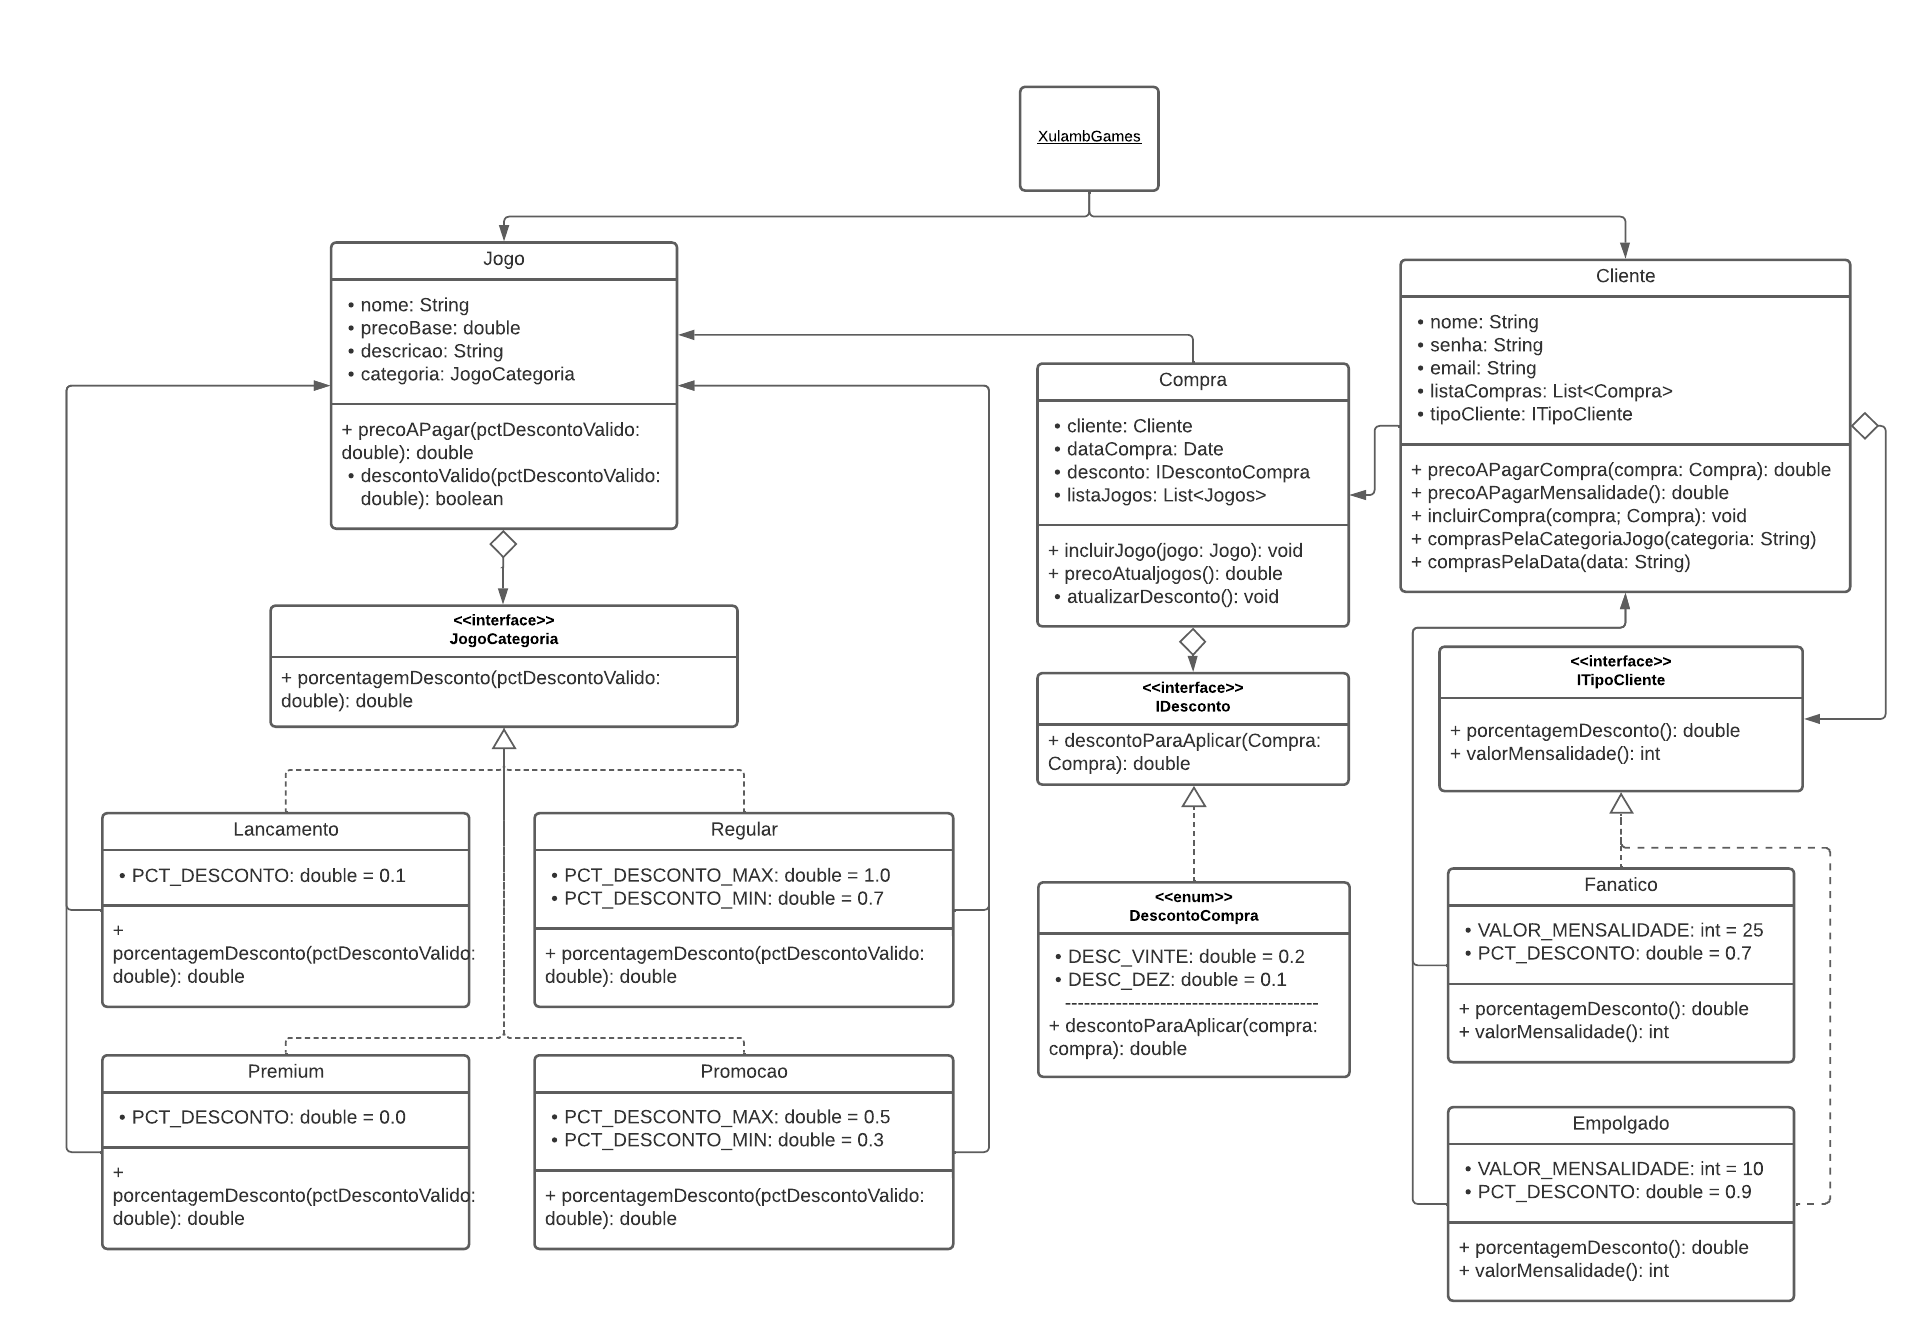 XulambGames
Jogo
• nome: String
• precoBase: double
• descricao: String
• categoria: JogoCategoria
+ precoAPagar(pctDescontoValido:
double): double
• descontoValido(pctDescontoValido:
double): boolean
<<interface>>
JogoCategoria
+ porcentagemDesconto(pctDescontoValido:
double): double
Lancamento
• PCT_DESCONTO: double = 0.1
+
porcentagemDesconto(pctDescontoValido:
double): double
Regular
• PCT_DESCONTO_MAX: double = 1.0
• PCT_DESCONTO_MIN: double = 0.7
+ porcentagemDesconto(pctDescontoValido:
double): double
Premium
• PCT_DESCONTO: double = 0.0
+
porcentagemDesconto(pctDescontoValido:
double): double
Promocao
• PCT_DESCONTO_MAX: double = 0.5
• PCT_DESCONTO_MIN: double = 0.3
+ porcentagemDesconto(pctDescontoValido:
double): double
Compra
• cliente: Cliente
• dataCompra: Date
• desconto: IDescontoCompra
• listaJogos: List<Jogos>
+ incluirJogo(jogo: Jogo): void
+ precoAtualjogos(): double
• atualizarDesconto(): void
<<interface>>
IDesconto
+ descontoParaAplicar(Compra:
Compra): double
<<enum>>
DescontoCompra
• DESC_VINTE: double = 0.2
• DESC_DEZ: double = 0.1
---------------------------------------
+ descontoParaAplicar(compra:
compra): double
Cliente
• nome: String
• senha: String
• email: String
• listaCompras: List<Compra>
• tipoCliente: ITipoCliente
+ precoAPagarCompra(compra: Compra): double
+ precoAPagarMensalidade(): double
+ incluirCompra(compra; Compra): void
+ comprasPelaCategoriaJogo(categoria: String)
+ comprasPelaData(data: String)
<<interface>>
ITipoCliente
+ porcentagemDesconto(): double
+ valorMensalidade(): int
Fanatico
• VALOR_MENSALIDADE: int = 25
• PCT_DESCONTO: double = 0.7
+ porcentagemDesconto(): double
+ valorMensalidade(): int
Empolgado
• VALOR_MENSALIDADE: int = 10
• PCT_DESCONTO: double = 0.9
+ porcentagemDesconto(): double
+ valorMensalidade(): int